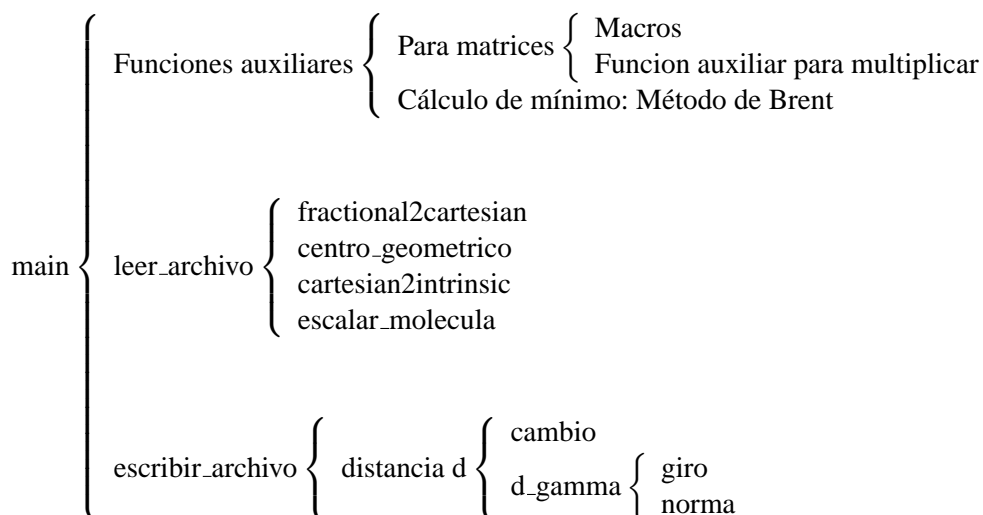 Macros
Para matrices
Funcion auxiliar para multiplicar
Funciones auxiliares
Cálculo de mínimo: Método de Brent
fractional2cartesian
centro_geometrico
main
leer_archivo
cartesian2intrinsic
escalar_molecula
cambio
escribir_archivo
distancia d
giro
d_gamma
norma